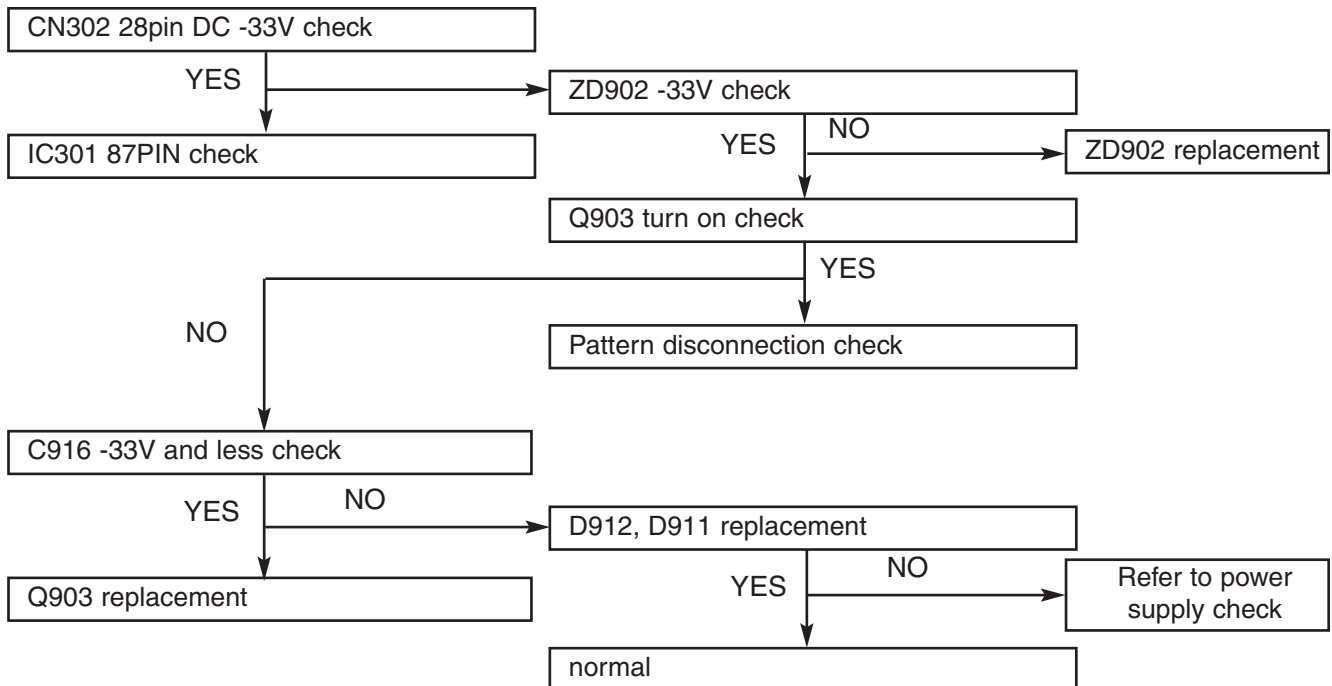 CN302 28pin DC -33V check
YES
ZD902 -33V check
IC301 87PIN check
YES
NO
ZD902 replacement
Q903 turn on check
YES
NO
Pattern disconnection check
C916 -33V and less check
YES
NO
D912, D911 replacement
Q903 replacement
YES
NO
Refer to power
supply check
normal